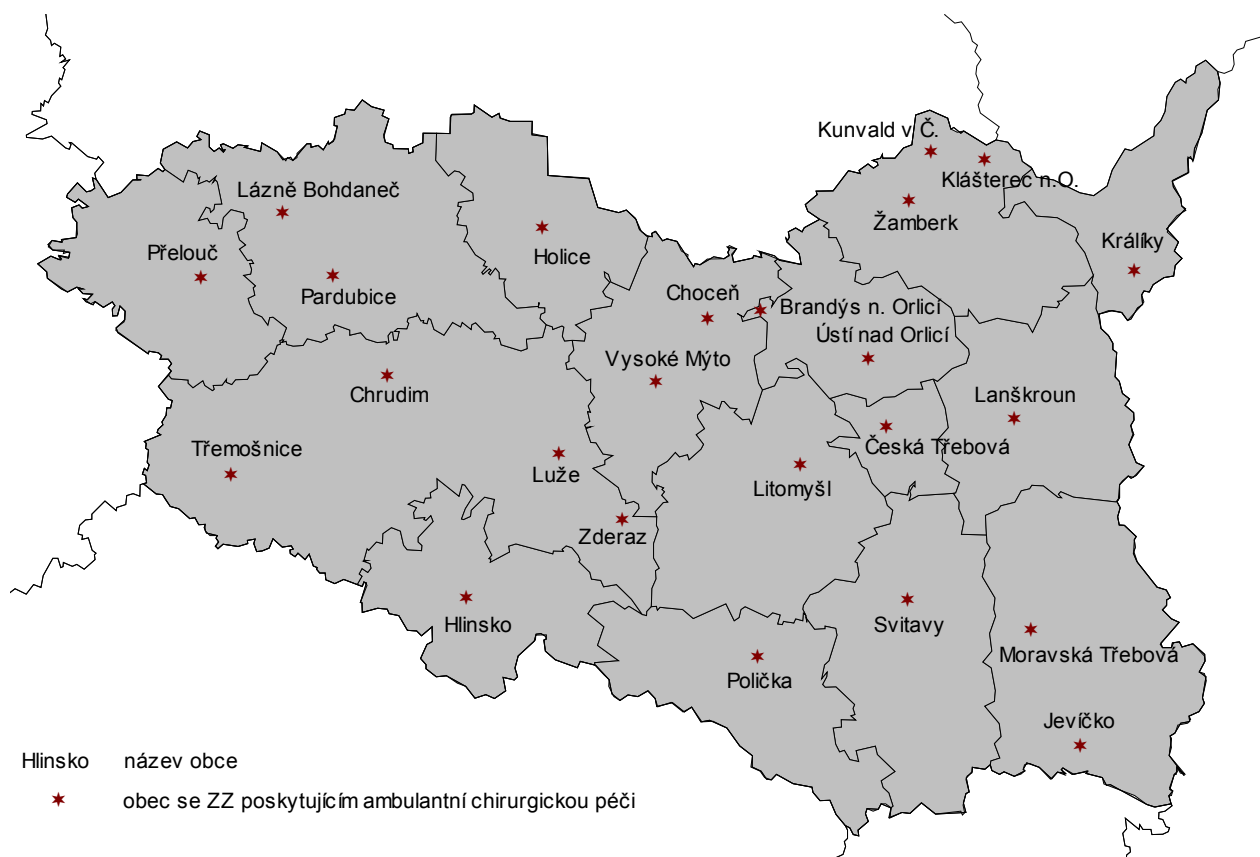 Kunvald v Č.
Klášterec n.O.
Lázně Bohdaneč
Žamberk
Králíky
Přelouč
Holice
Pardubice
Choceň
Brandýs n. Orlicí
Ústí nad Orlicí
Vysoké Mýto
Chrudim
Lanškroun
Třemošnice
Česká Třebová
Luže
Litomyšl
Zderaz
Hlinsko
Svitavy
Moravská Třebová
Polička
Jevíčko
Hlinsko název obce
obec se ZZ poskytujícím ambulantní chirurgickou péči